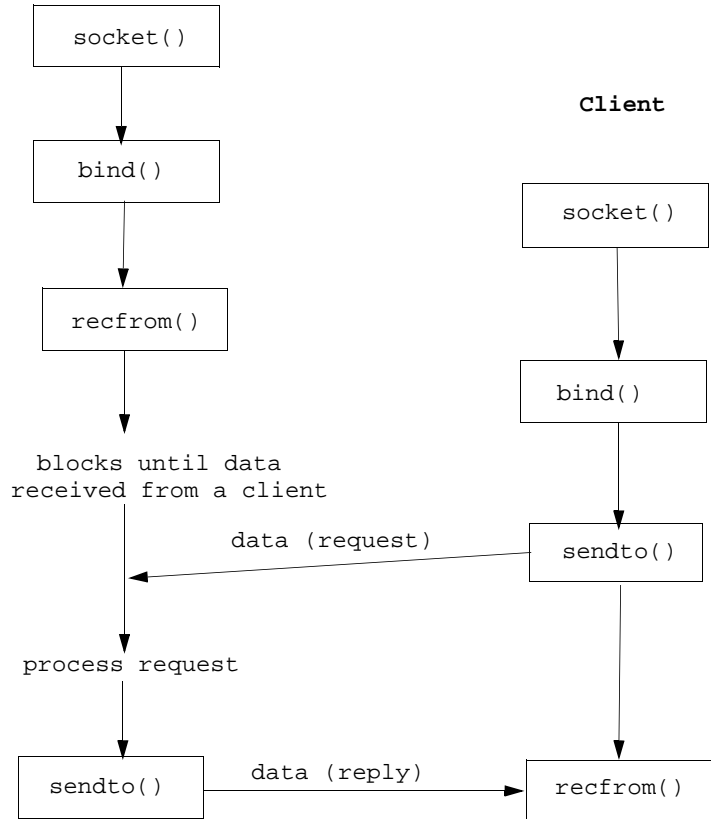 socket()
bind()
recfrom()
blocks until data
received from a client
process request
sendto()
data (request)
data (reply)
Client
socket()
bind()
sendto()
recfrom()